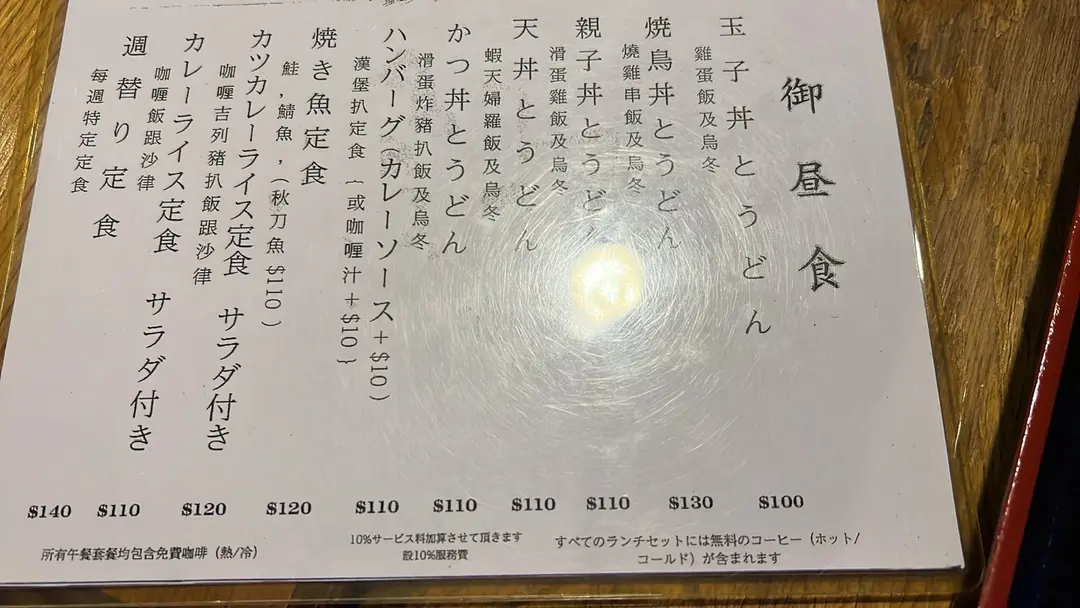 御昼食
玉子丼とうどん
雞蛋飯及烏冬
焼鳥丼とうどん
燒雞串飯及烏冬
親子丼とうどん
滑蛋雞飯及烏冬
天丼とうどん
蝦天婦羅飯及烏冬
かつ丼とうどん
滑蛋炸豬扒飯及烏冬
ハンバーグ(カレーソース+$10)
漢堡扒定食{或咖喱汁+$10}
焼き魚定食
鮭,鯖魚,(秋刀魚$110)
カツカレーライス定食 サラダ付き
咖喱吉列豬扒飯跟沙律
カレーライス定食 サラダ付き
咖喱飯跟沙律
週替り定食
每週特定定食
$140 $110 $120 $120 $110 $110 $110 $110 $130 $100
所有午餐套餐均包含免費咖啡(熱/冷)
10%サービス料加算させて頂きます
設10%服務費
すべてのランチセットには無料のコーヒー(ホット/
コールド)が含まれます